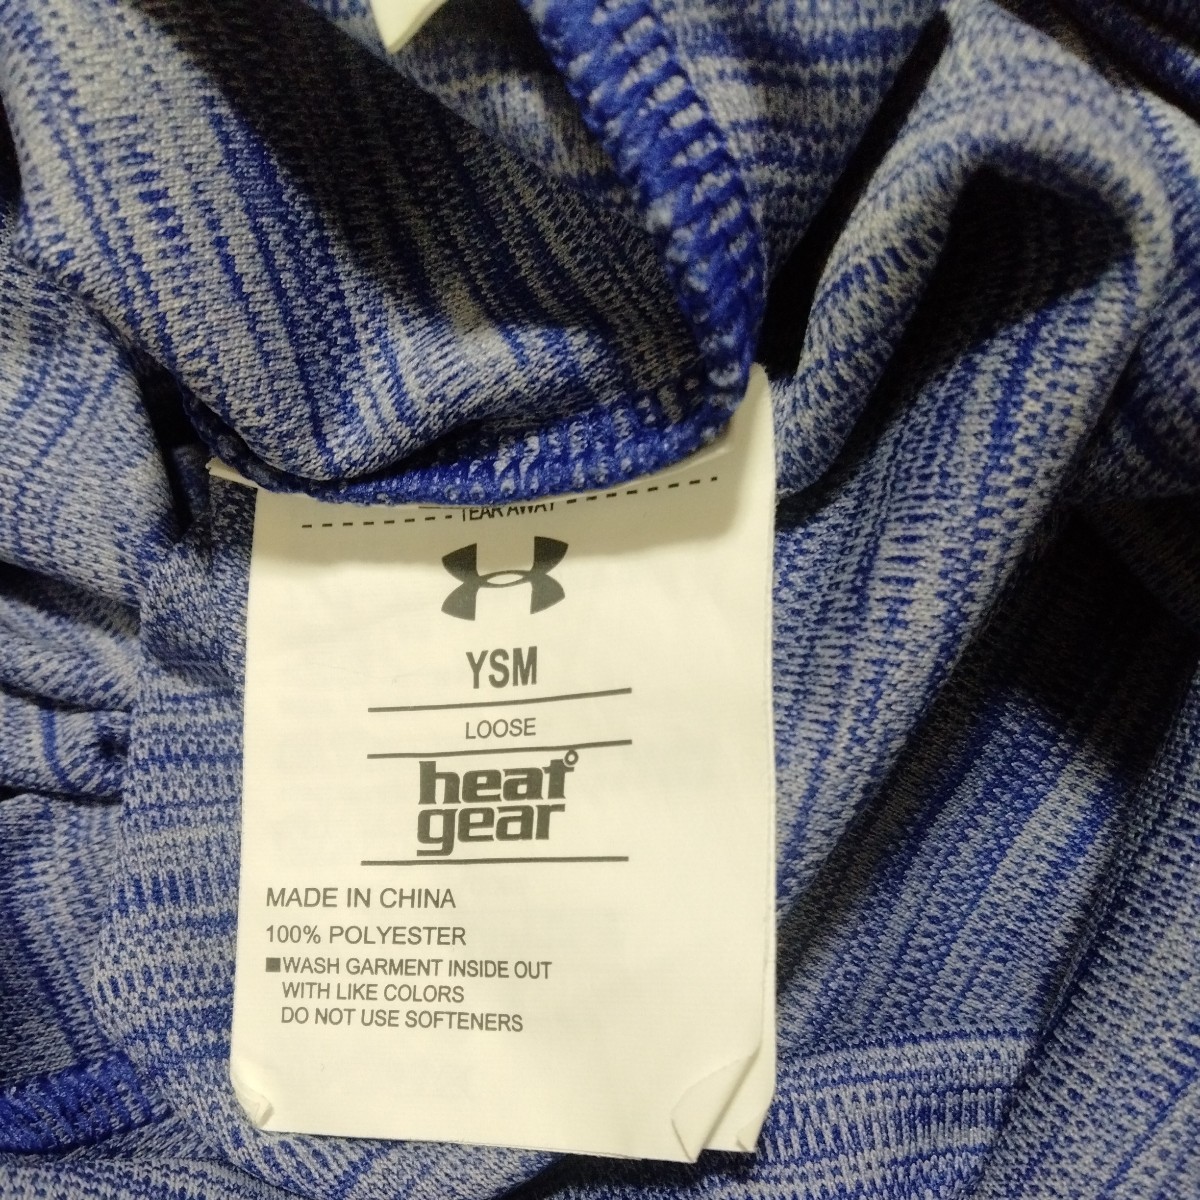 TEAR AWAY
YSM
LOOSE
heat°
gear
MADE IN CHINA
100% POLYESTER
■WASH GARMENT INSIDE OUT
WITH LIKE COLORS
DO NOT USE SOFTENERS